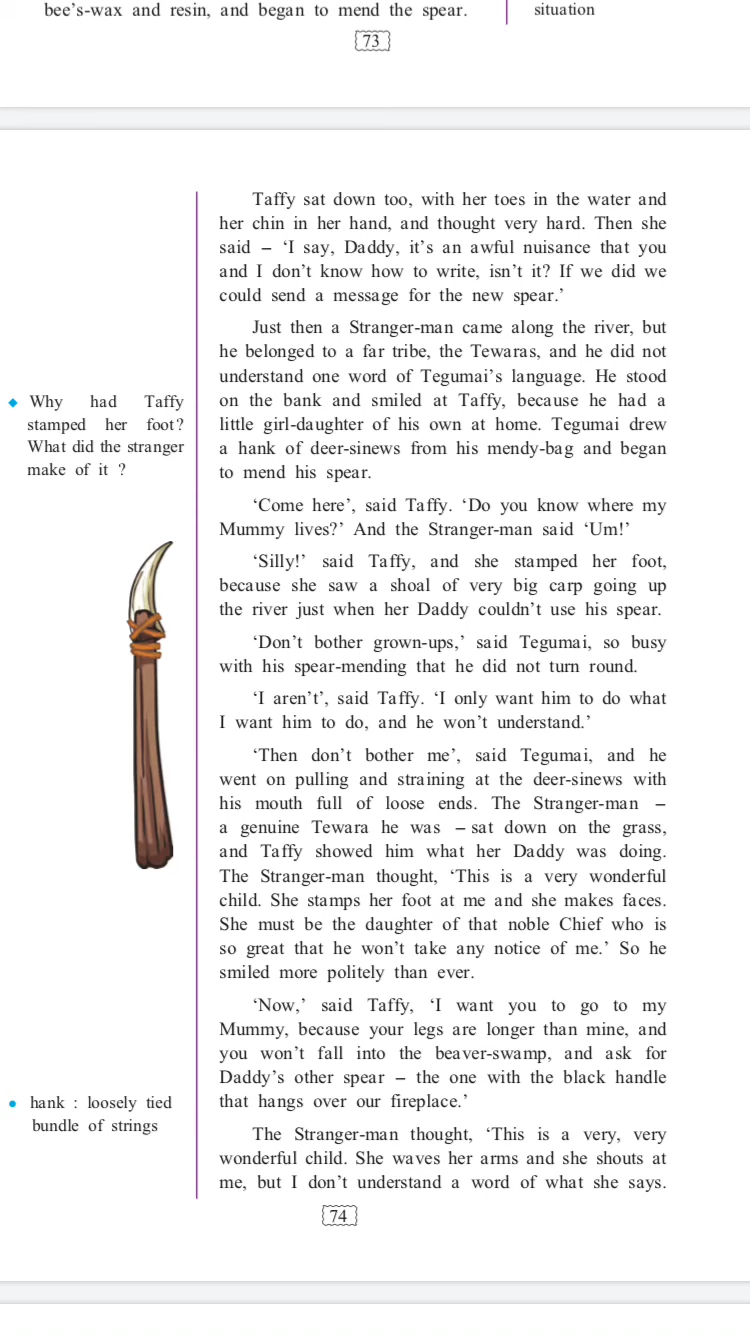 bee's-wax and resin, and began to mend the spear.
situation
73
Taffy sat down too, with her toes in the water and
her chin in her hand, and thought very hard. Then she
said – ‘I say, Daddy, it’s an awful nuisance that you
and I don’t know how to write, isn’t it? If we did we
could send a message for the new spear.’
Just then a Stranger-man came along the river, but
he belonged to a far tribe, the Tewaras, and he did not
understand one word of Tegumai’s language. He stood
on the bank and smiled at Taffy, because he had a
little girl-daughter of his own at home. Tegumai drew
a hank of deer-sinews from his mendy-bag and began
to mend his spear.
◆ Why had Taffy
stamped her foot?
What did the stranger
make of it ?
‘Come here’, said Taffy. ‘Do you know where my
Mummy lives?’ And the Stranger-man said ‘Um!’
‘Silly!’ said Taffy, and she stamped her foot,
because she saw a shoal of very big carp going up
the river just when her Daddy couldn’t use his spear.
‘Don’t bother grown-ups,’ said Tegumai, so busy
with his spear-mending that he did not turn round.
‘I aren’t’, said Taffy. ‘I only want him to do what
I want him to do, and he won’t understand.’
‘Then don’t bother me’, said Tegumai, and he
went on pulling and straining at the deer-sinews with
his mouth full of loose ends. The Stranger-man –
a genuine Tewara he was – sat down on the grass,
and Taffy showed him what her Daddy was doing.
The Stranger-man thought, ‘This is a very wonderful
child. She stamps her foot at me and she makes faces.
She must be the daughter of that noble Chief who is
so great that he won’t take any notice of me.’ So he
smiled more politely than ever.
‘Now,’ said Taffy, ‘I want you to go to my
Mummy, because your legs are longer than mine, and
you won’t fall into the beaver-swamp, and ask for
Daddy’s other spear – the one with the black handle
that hangs over our fireplace.’
● hank : loosely tied
bundle of strings
The Stranger-man thought, ‘This is a very, very
wonderful child. She waves her arms and she shouts at
me, but I don’t understand a word of what she says.
74